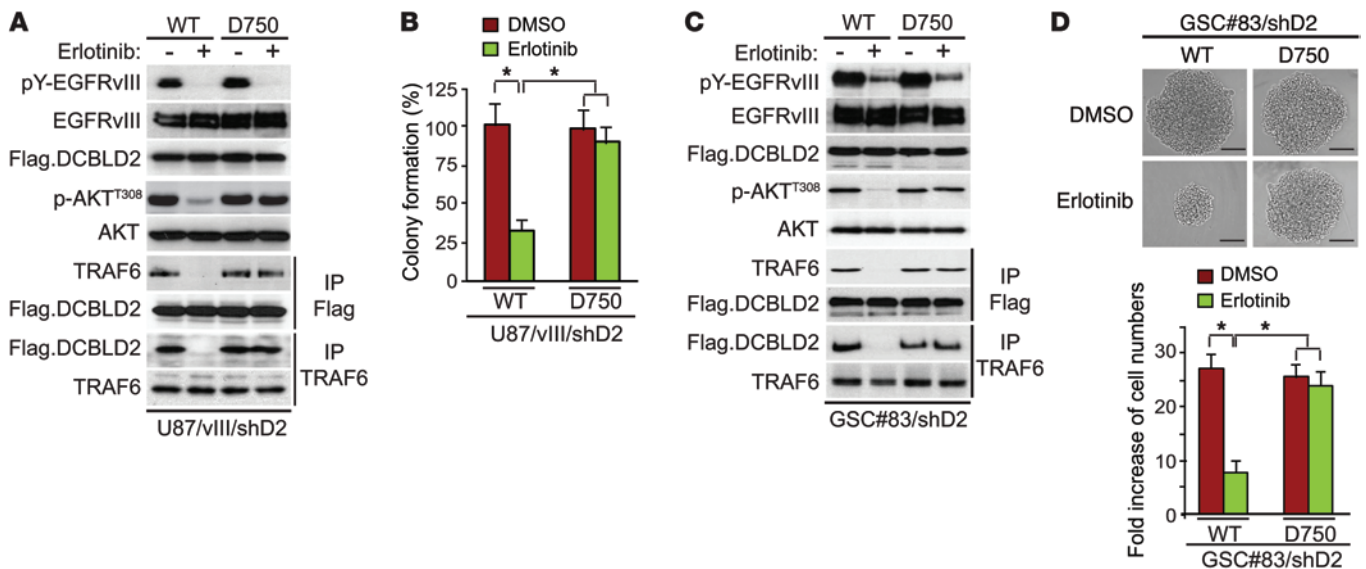 A
WT D750
Erlotinib: - + - +
pY-EGFRvIII
EGFRvIII
Flag.DCBLD2
p-AKTT308
AKT
TRAF6
Flag.DCBLD2
IP
Flag
Flag.DCBLD2
TRAF6
IP
TRAF6
U87/vIII/shD2
B
DMSO
Erlotinib
* *
Colony formation (%)
125
100
75
50
25
0
WT D750
U87/vIII/shD2
C
WT D750
Erlotinib: - + - +
pY-EGFRvIII
EGFRvIII
Flag.DCBLD2
p-AKTT308
AKT
TRAF6
Flag.DCBLD2
IP
Flag
Flag.DCBLD2
TRAF6
IP
TRAF6
GSC#83/shD2
D
GSC#83/shD2
WT D750
DMSO
Erlotinib
DMSO
Erlotinib
* *
Fold increase of cell numbers
30
20
10
0
WT D750
GSC#83/shD2